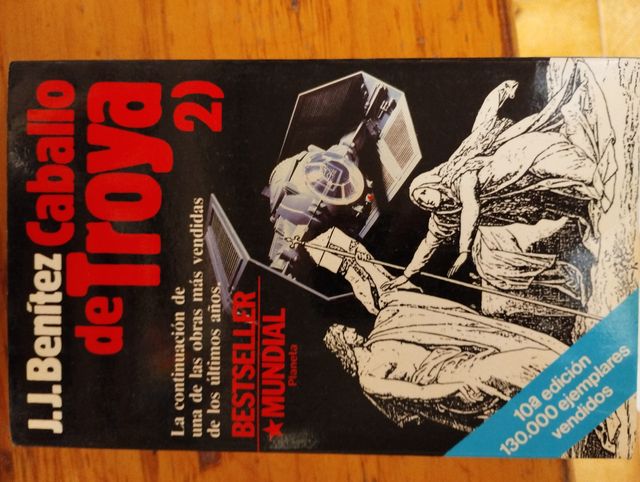 J.J.Benítez
Caballo
de Troya
2)
La continuación de
una de las obras más vendidas
de los últimos años.
BESTSELLER
★ MUNDIAL
Planeta
10ª edición
130.000 ejemplares
vendidos